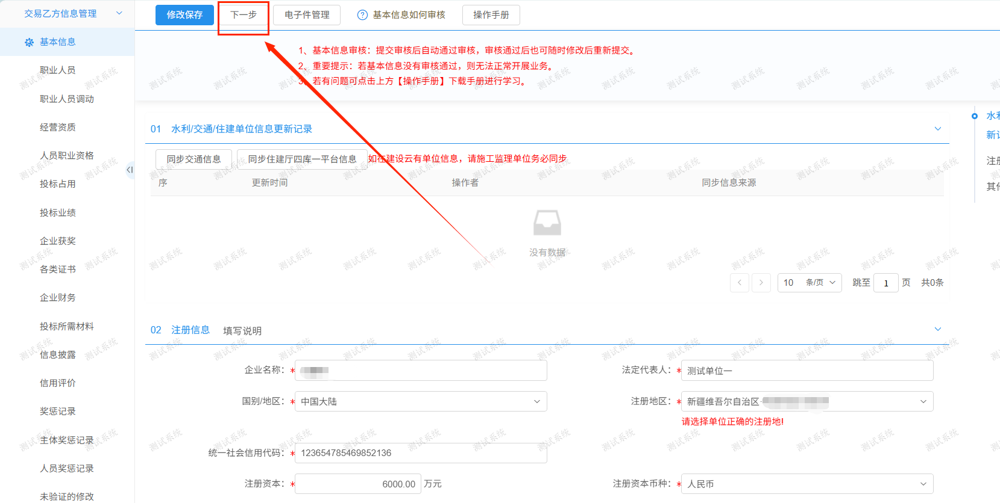 交易乙方信息管理
基本信息
职业人员
职业人员调动
经营资质
人员职业资格
投标占用
投标业绩
企业获奖
各类证书
企业财务
投标所需材料
信息披露
信用评价
奖惩记录
主体奖惩记录
人员奖惩记录
未验证的修改
修改保存 下一步 电子件管理 ? 基本信息如何审核 操作手册
1、基本信息审核：提交审核后自动通过审核，审核通过后也可随时修改后重新提交。
2、重要提示：若基本信息没有审核通过，则无法正常开展业务。
3、若有问题可点击上方【操作手册】下载手册进行学习。
01 水利/交通/住建单位信息更新记录
同步交通信息 同步住建厅四库一平台信息 如在建设云有单位信息，请施工监理单位务必同步
序 更新时间 操作者 同步信息来源
没有数据
10 条/页 跳至 1 页 共0条
02 注册信息 填写说明
企业名称：* 法定代表人：* 测试单位一
国别/地区：* 中国大陆 注册地区：* 新疆维吾尔自治区·
请选择单位正确的注册地!
统一社会信用代码：* 123654785469852136
注册资本：* 6000.00 万元 注册资本币种：* 人民币
水利
新记
注册
其他
测试系统